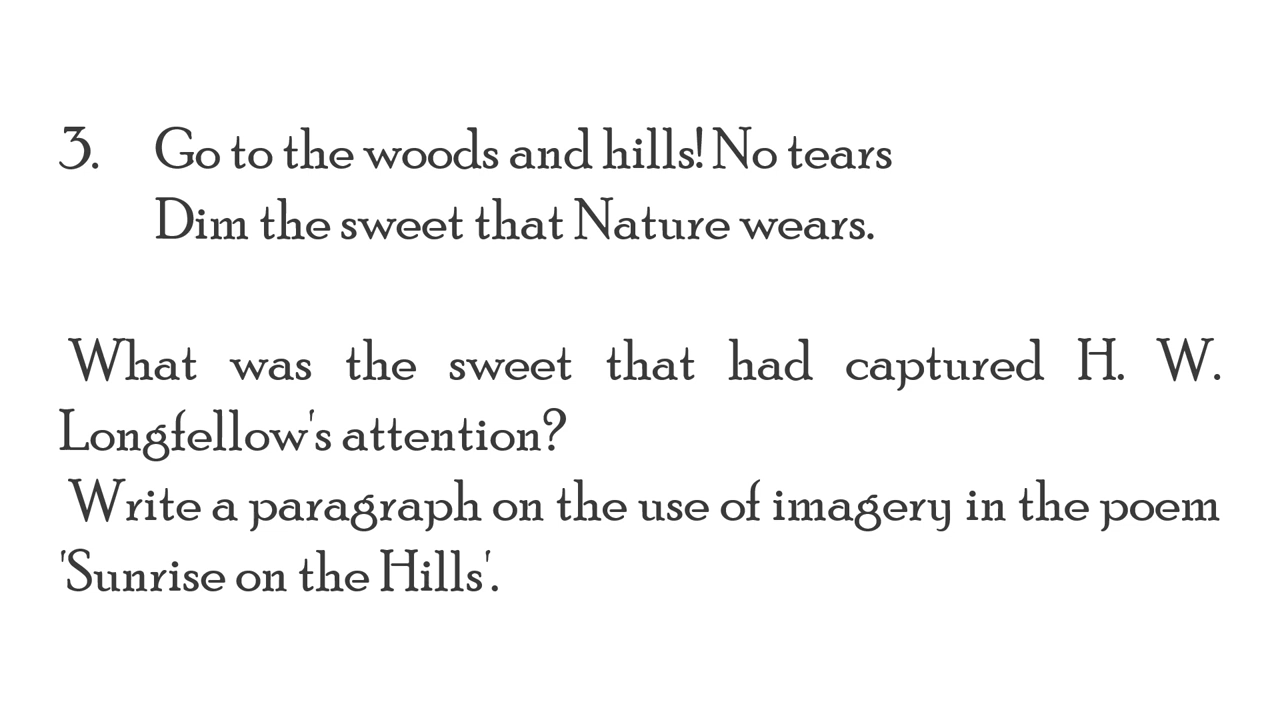 3. Go to the woods and hills! No tears
Dim the sweet that Nature wears.
What was the sweet that had captured H. W.
Longfellow's attention?
Write a paragraph on the use of imagery in the poem
'Sunrise on the Hills'.